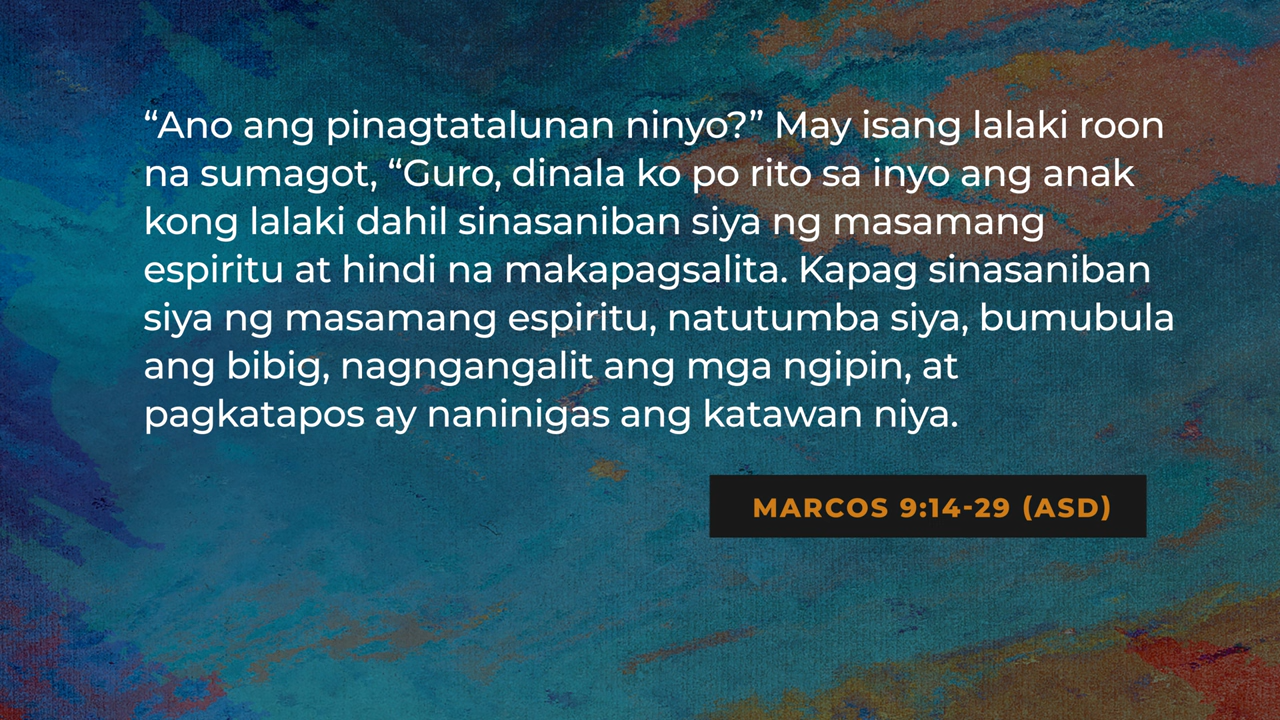 “Ano ang pinagtatalunan ninyo?” May isang lalaki roon
na sumagot, “Guro, dinala ko po rito sa inyo ang anak
kong lalaki dahil sinasaniban siya ng masamang
espiritu at hindi na makapagsalita. Kapag sinasaniban
siya ng masamang espiritu, natutumba siya, bumubula
ang bibig, nagngangalit ang mga ngipin, at
pagkatapos ay naninigas ang katawan niya.
MARCOS 9:14-29 (ASD)